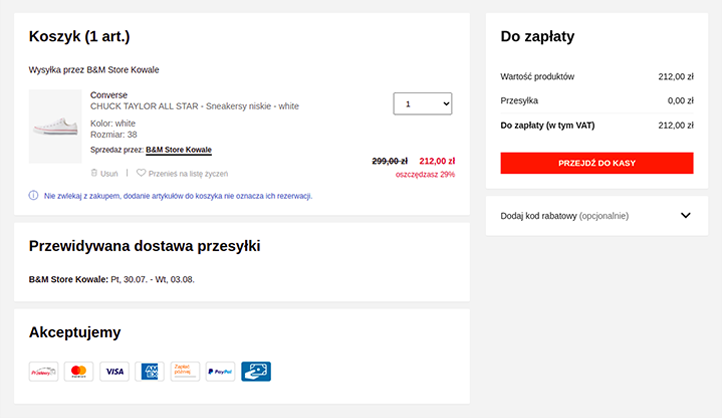 Koszyk (1 art.)
Wysyłka przez B&M Store Kowale
Converse
CHUCK TAYLOR ALL STAR - Sneakersy niskie - white
1
Kolor: white
Rozmiar: 38
Sprzedaż przez: B&M Store Kowale
299,00 zł 212,00 zł
Usuń | Przenieś na listę życzeń
oszczędzasz 29%
Nie zwlekaj z zakupem, dodanie artykułów do koszyka nie oznacza ich rezerwacji.
Przewidywana dostawa przesyłki
B&M Store Kowale: Pt, 30.07. - Wt, 03.08.
Akceptujemy
Przelewy24
VISA
AM
EX
Zapłać
później
PayPal
Do zapłaty
Wartość produktów 212,00 zł
Przesyłka 0,00 zł
Do zapłaty (w tym VAT) 212,00 zł
PRZEJDŹ DO KASY
Dodaj kod rabatowy (opcjonalnie)